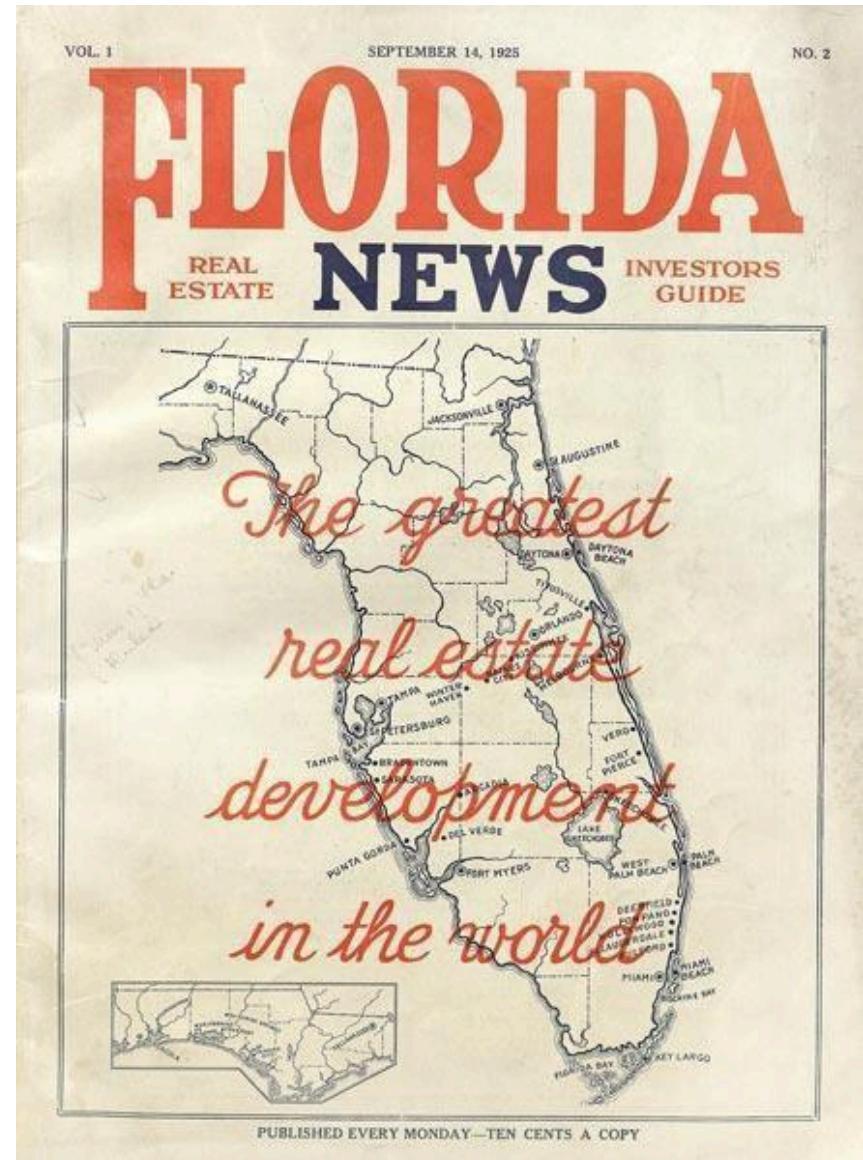 VOL. 1 SEPTEMBER 14, 1925 NO. 2
FLORIDA
REAL ESTATE NEWS INVESTORS GUIDE
TALLAHASSEE
JACKSONVILLE
ST AUGUSTINE
The greatest
DAYTONA
DAYTONA BEACH
TITUSVILLE
ORLANDO
KISSIMMEE
real estate
MELBOURNE
TAMPA
WINTER HAVEN
ST PETERSBURG
TAMPA BAY
VERO
FORT PIERCE
BRADENTOWN
SARASOTA
development
ARCADIA
DEL VERDE
LAKE OKEECHOBEE
PUNTA GORDA
FORT MYERS
WEST PALM BEACH
PALM BEACH
DEERFIELD
POMPANO
in the world
MIAMI
MIAMI BEACH
BISCAYNE BAY
FLORIDA BAY
KEY LARGO
PUBLISHED EVERY MONDAY—TEN CENTS A COPY